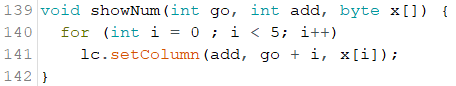 139 void showNum(int go, int add, byte x[]) {
140   for (int i = 0 ; i < 5; i++)
141     lc.setColumn(add, go + i, x[i]);
142 }